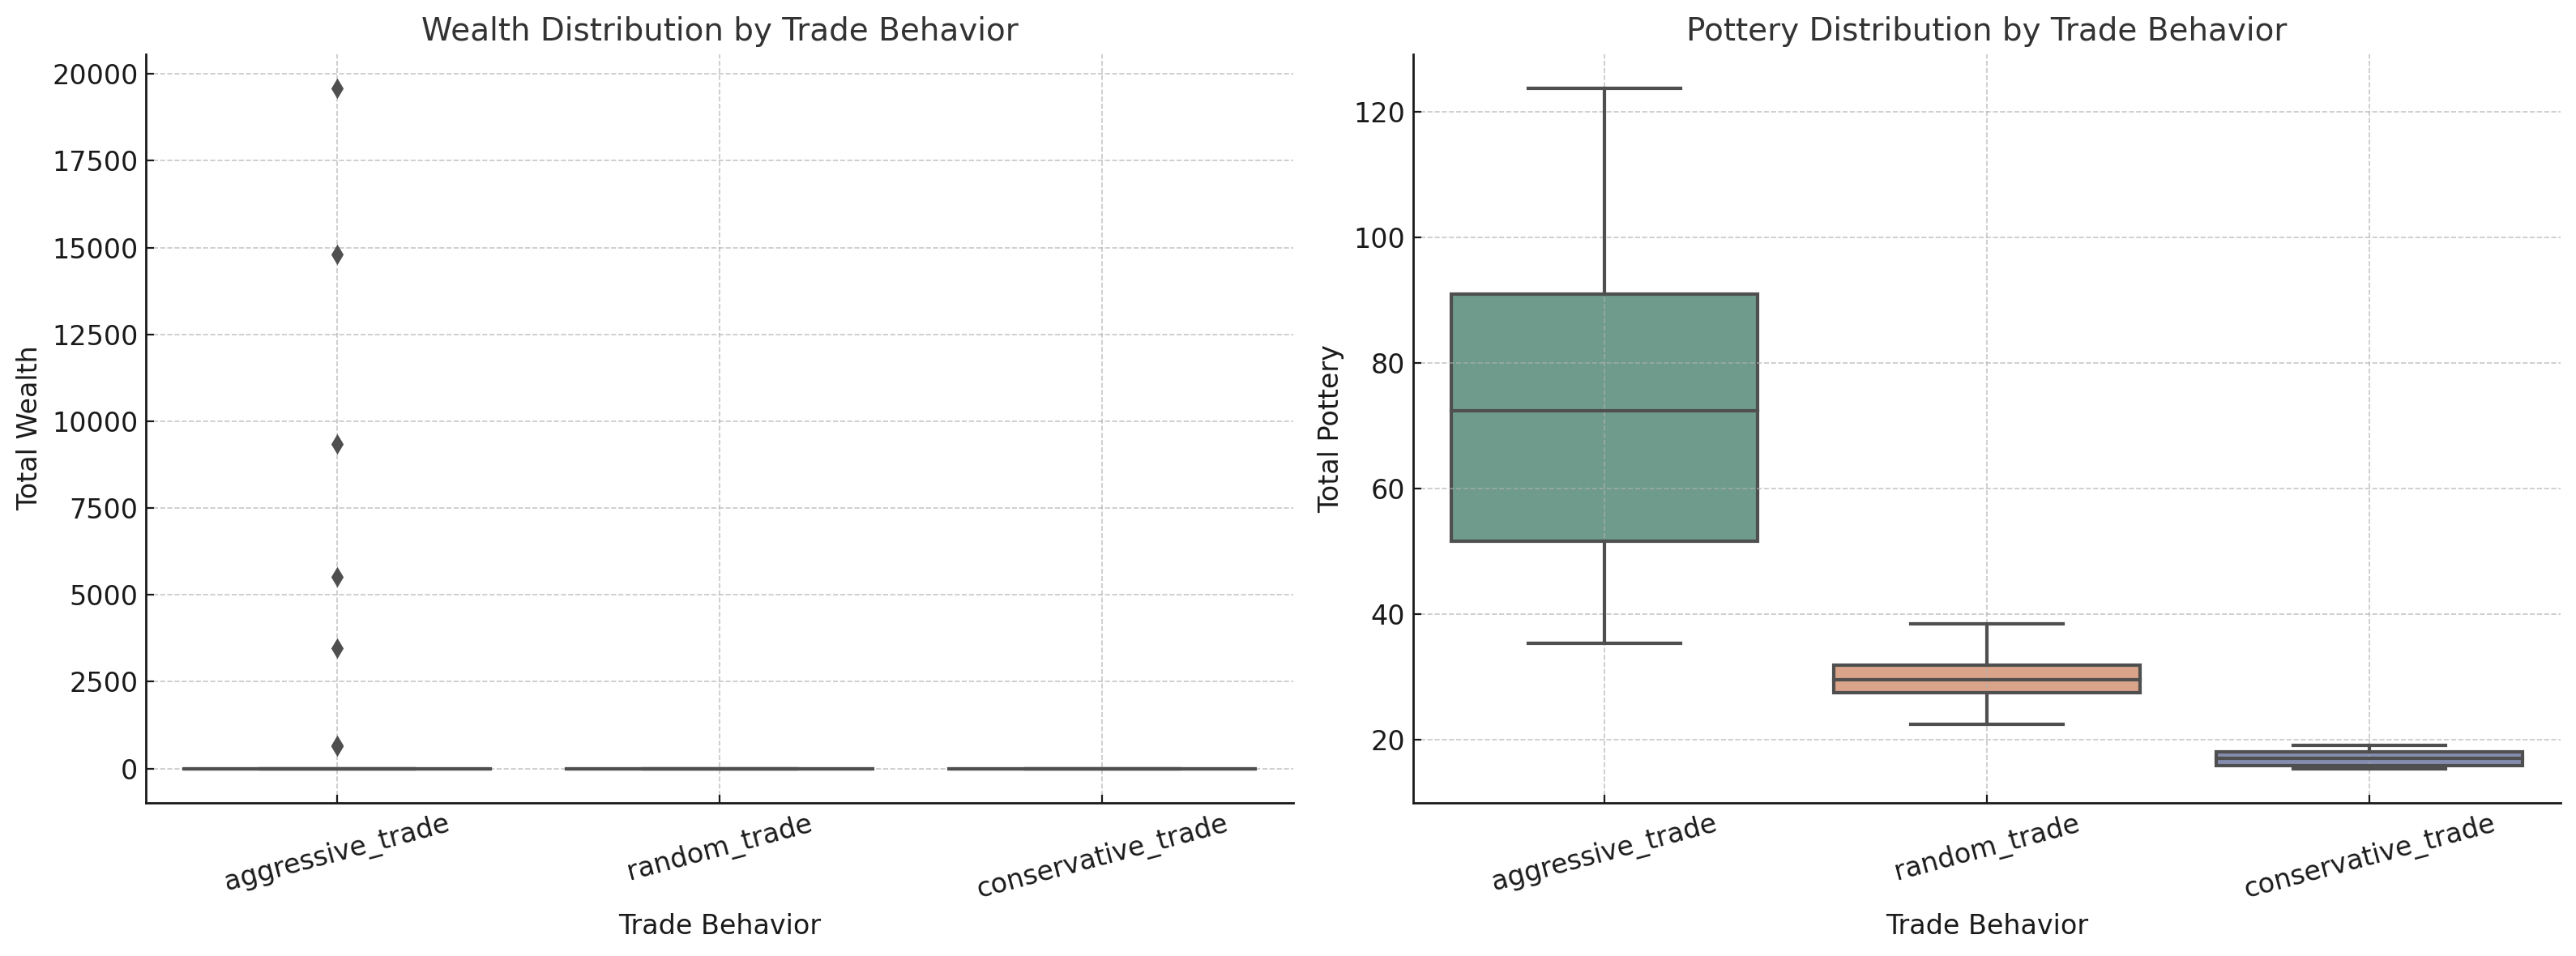 Wealth Distribution by Trade Behavior
20000
17500
15000
12500
10000
7500
5000
2500
0
Total Wealth
aggressive_trade
random_trade
conservative_trade
Trade Behavior
Pottery Distribution by Trade Behavior
120
100
80
60
40
20
Total Pottery
aggressive_trade
random_trade
conservative_trade
Trade Behavior